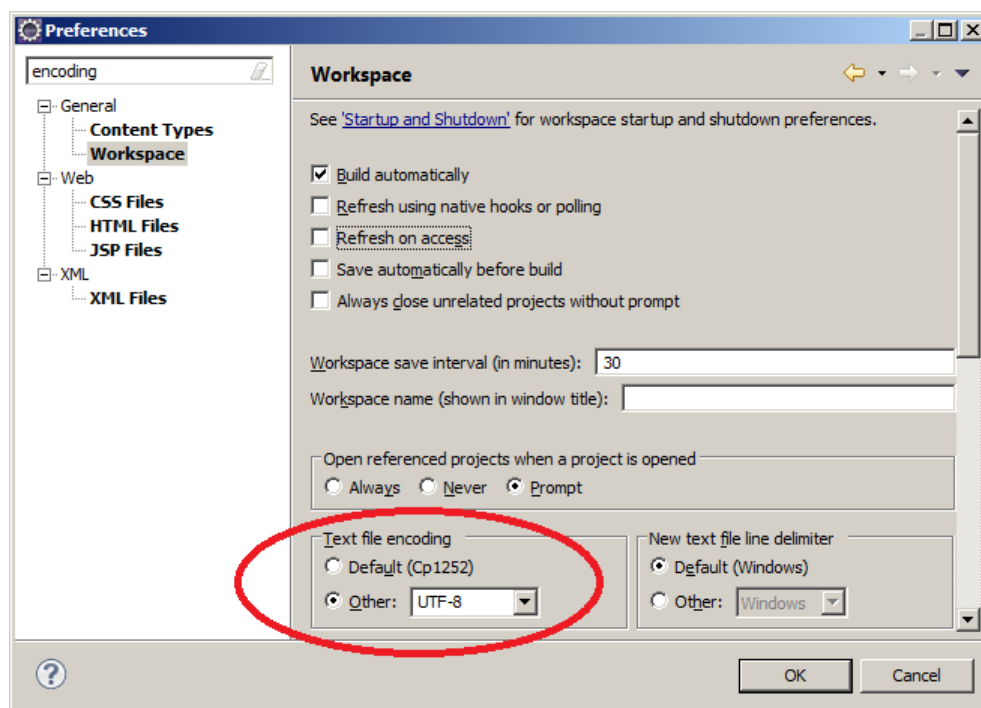 Preferences
encoding
General
Content Types
Workspace
Web
CSS Files
HTML Files
JSP Files
XML
XML Files
Workspace
See 'Startup and Shutdown' for workspace startup and shutdown preferences.
Build automatically
Refresh using native hooks or polling
Refresh on access
Save automatically before build
Always close unrelated projects without prompt
Workspace save interval (in minutes): 30
Workspace name (shown in window title):
Open referenced projects when a project is opened
Always Never Prompt
Text file encoding
Default (Cp1252)
Other: UTF-8
New text file line delimiter
Default (Windows)
Other: Windows
?
OK Cancel